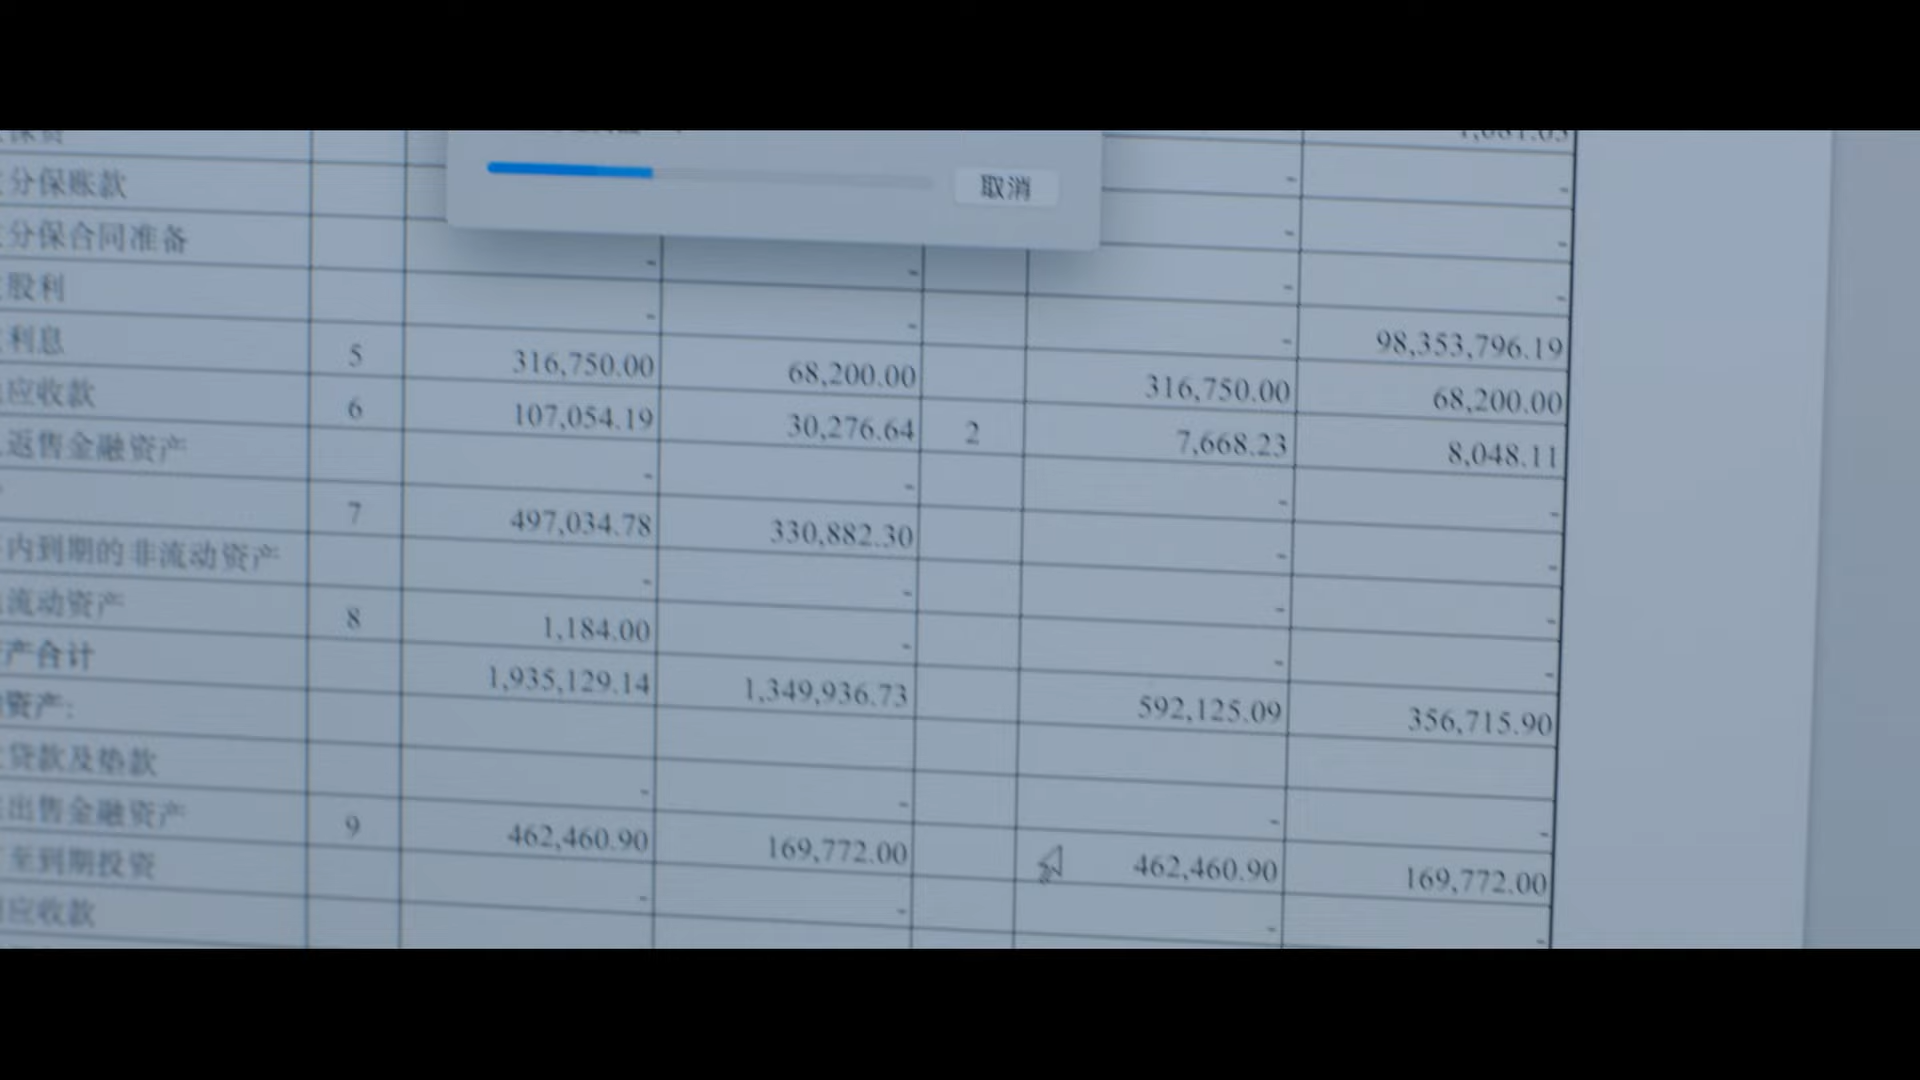 1,081.03
取消
分保账款 - -
分保合同准备 - - - -
股利 - - - 98,353,796.19
利息 5 316,750.00 68,200.00 316,750.00 68,200.00
应收款 6 107,054.19 30,276.64 2 7,668.23 8,048.11
返售金融资产 - - - -
7 497,034.78 330,882.30 - -
内到期的非流动资产 - - - -
流动资产 8 1,184.00 - - -
产合计 1,935,129.14 1,349,936.73 592,125.09 356,715.90
资产:
贷款及垫款 - - - -
出售金融资产 9 462,460.90 169,772.00 462,460.90 169,772.00
至到期投资 - - - -
应收款